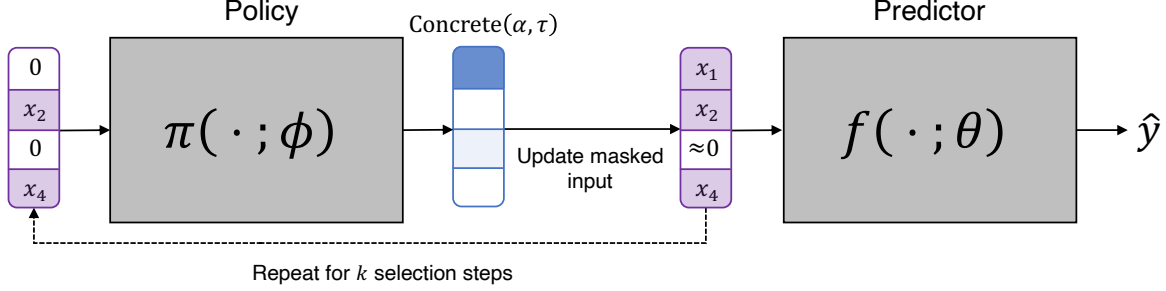 Policy
Predictor
Concrete(α, τ)
0
x₂
0
x₄
π( · ; ϕ)
Update masked
input
x₁
x₂
≈0
x₄
f( · ; θ)
ŷ
Repeat for k selection steps